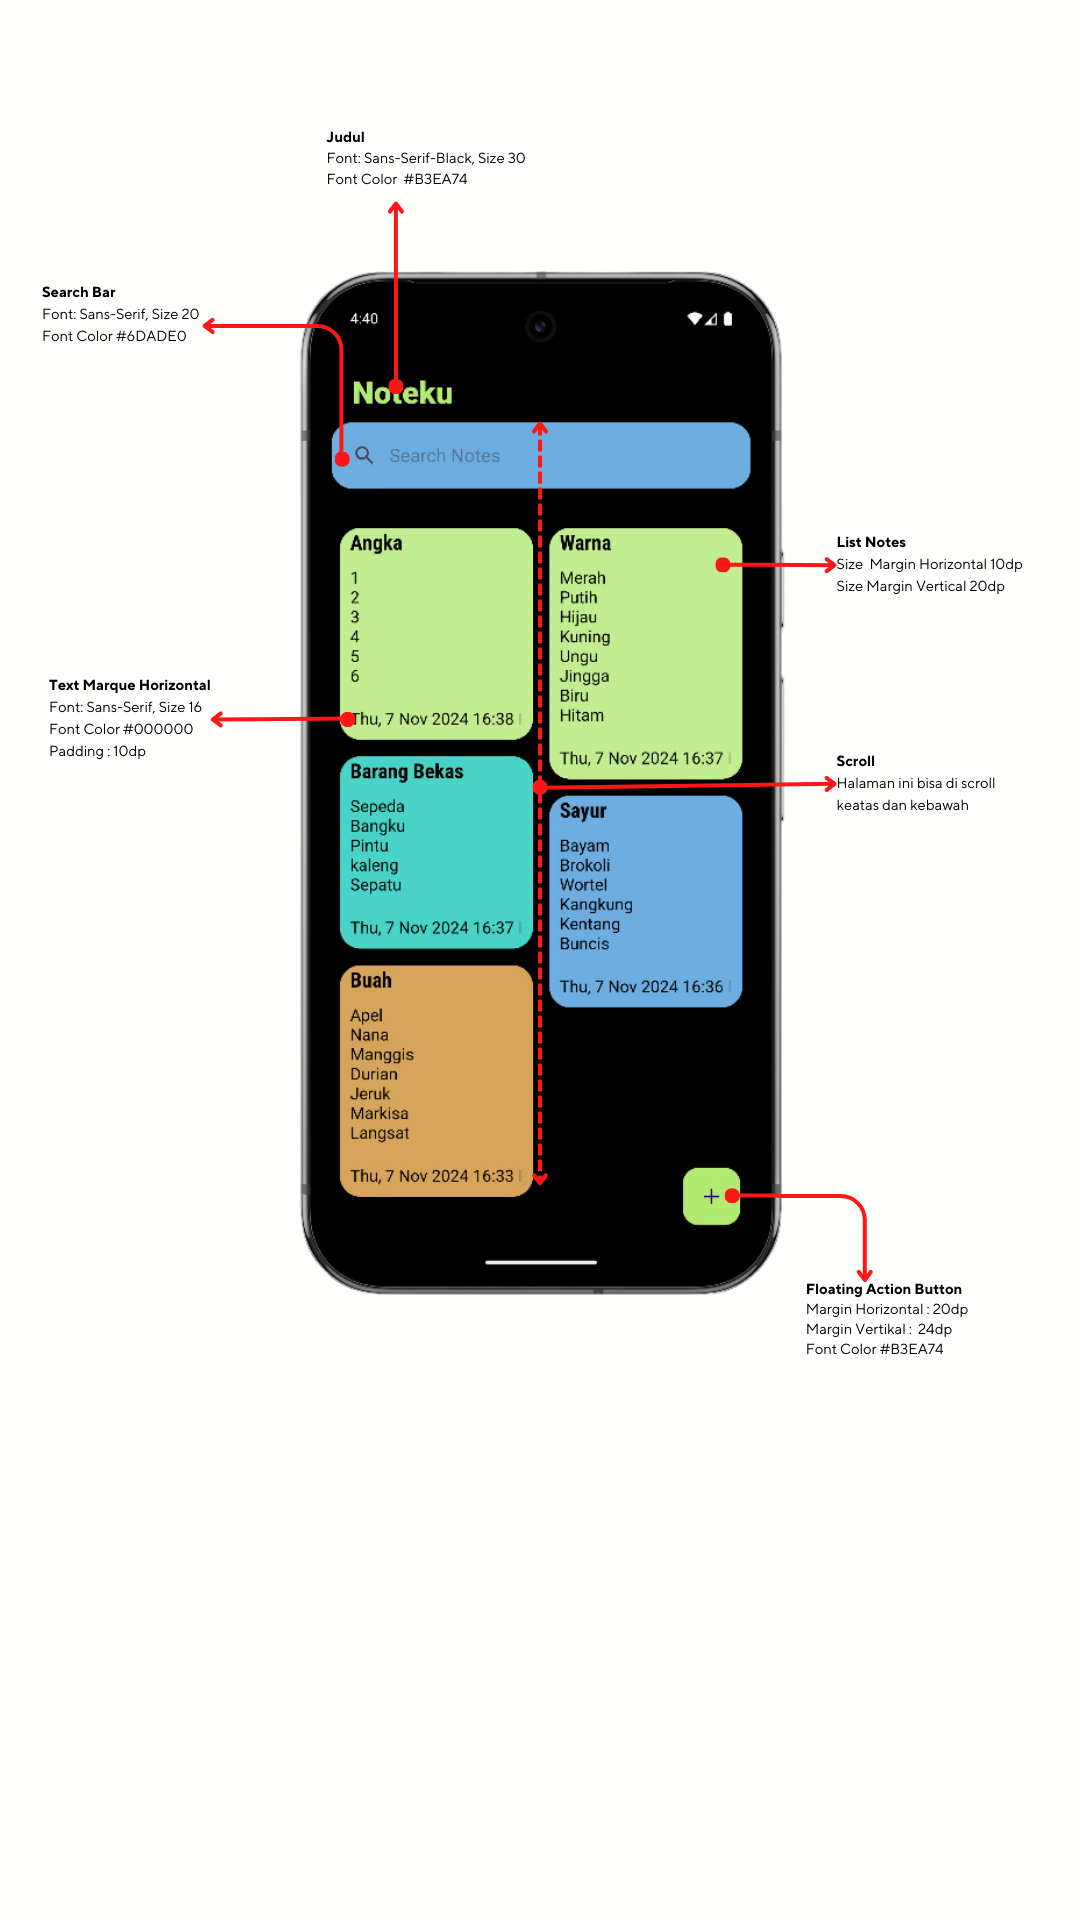 Judul
Font: Sans-Serif-Black, Size 30
Font Color  #B3EA74
Search Bar
Font: Sans-Serif, Size 20
Font Color #6DADE0
4:40
Noteku
Search Notes
Angka
1
2
3
4
5
6
Thu, 7 Nov 2024 16:38
Warna
Merah
Putih
Hijau
Kuning
Ungu
Jingga
Biru
Hitam
Thu, 7 Nov 2024 16:37
List Notes
Size  Margin Horizontal 10dp
Size Margin Vertical 20dp
Text Marque Horizontal
Font: Sans-Serif, Size 16
Font Color #000000
Padding : 10dp
Barang Bekas
Sepeda
Bangku
Pintu
kaleng
Sepatu
Thu, 7 Nov 2024 16:37
Scroll
Halaman ini bisa di scroll
keatas dan kebawah
Sayur
Bayam
Brokoli
Wortel
Kangkung
Kentang
Buncis
Thu, 7 Nov 2024 16:36
Buah
Apel
Nana
Manggis
Durian
Jeruk
Markisa
Langsat
Thu, 7 Nov 2024 16:33
+
Floating Action Button
Margin Horizontal : 20dp
Margin Vertikal :  24dp
Font Color #B3EA74